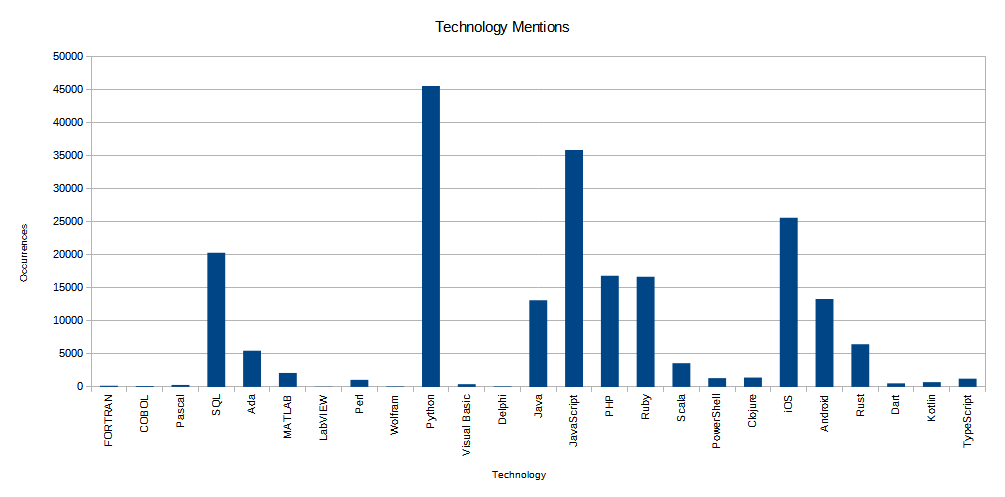 Technology Mentions
50000
45000
40000
35000
30000
25000
20000
15000
10000
5000
0
Occurrences
FORTRAN
COBOL
Pascal
SQL
Ada
MATLAB
LabVIEW
Perl
Wolfram
Python
Visual Basic
Delphi
Java
JavaScript
PHP
Ruby
Scala
PowerShell
Clojure
iOS
Android
Rust
Dart
Kotlin
TypeScript
Technology